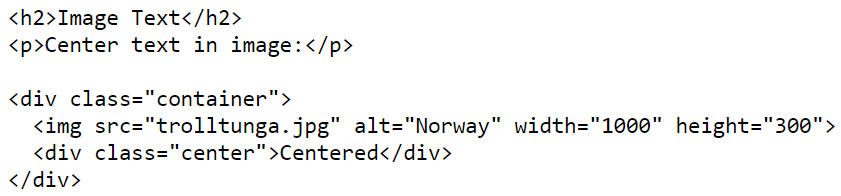 <h2>Image Text</h2>
<p>Center text in image:</p>

<div class="container">
  <img src="trolltunga.jpg" alt="Norway" width="1000" height="300">
  <div class="center">Centered</div>
</div>